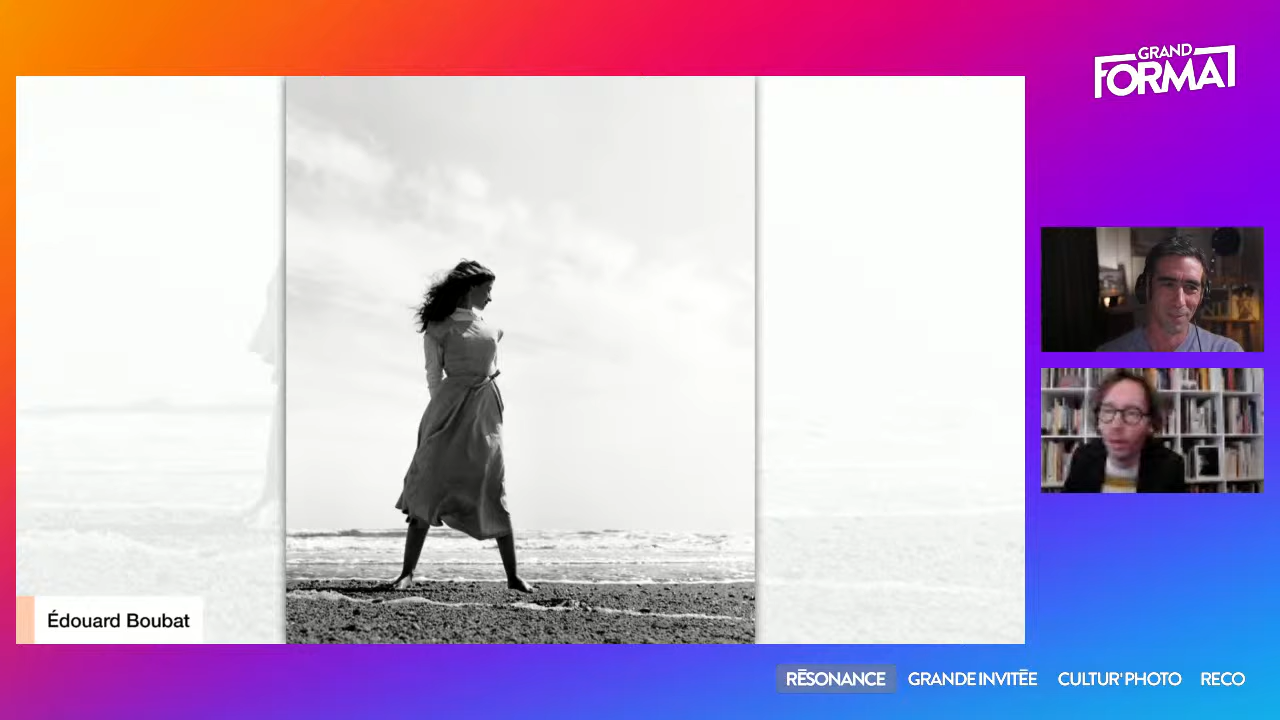 GRAND
FORMAT
Édouard Boubat
RÉSONANCE GRANDE INVITÉE CULTUR'PHOTO RECO